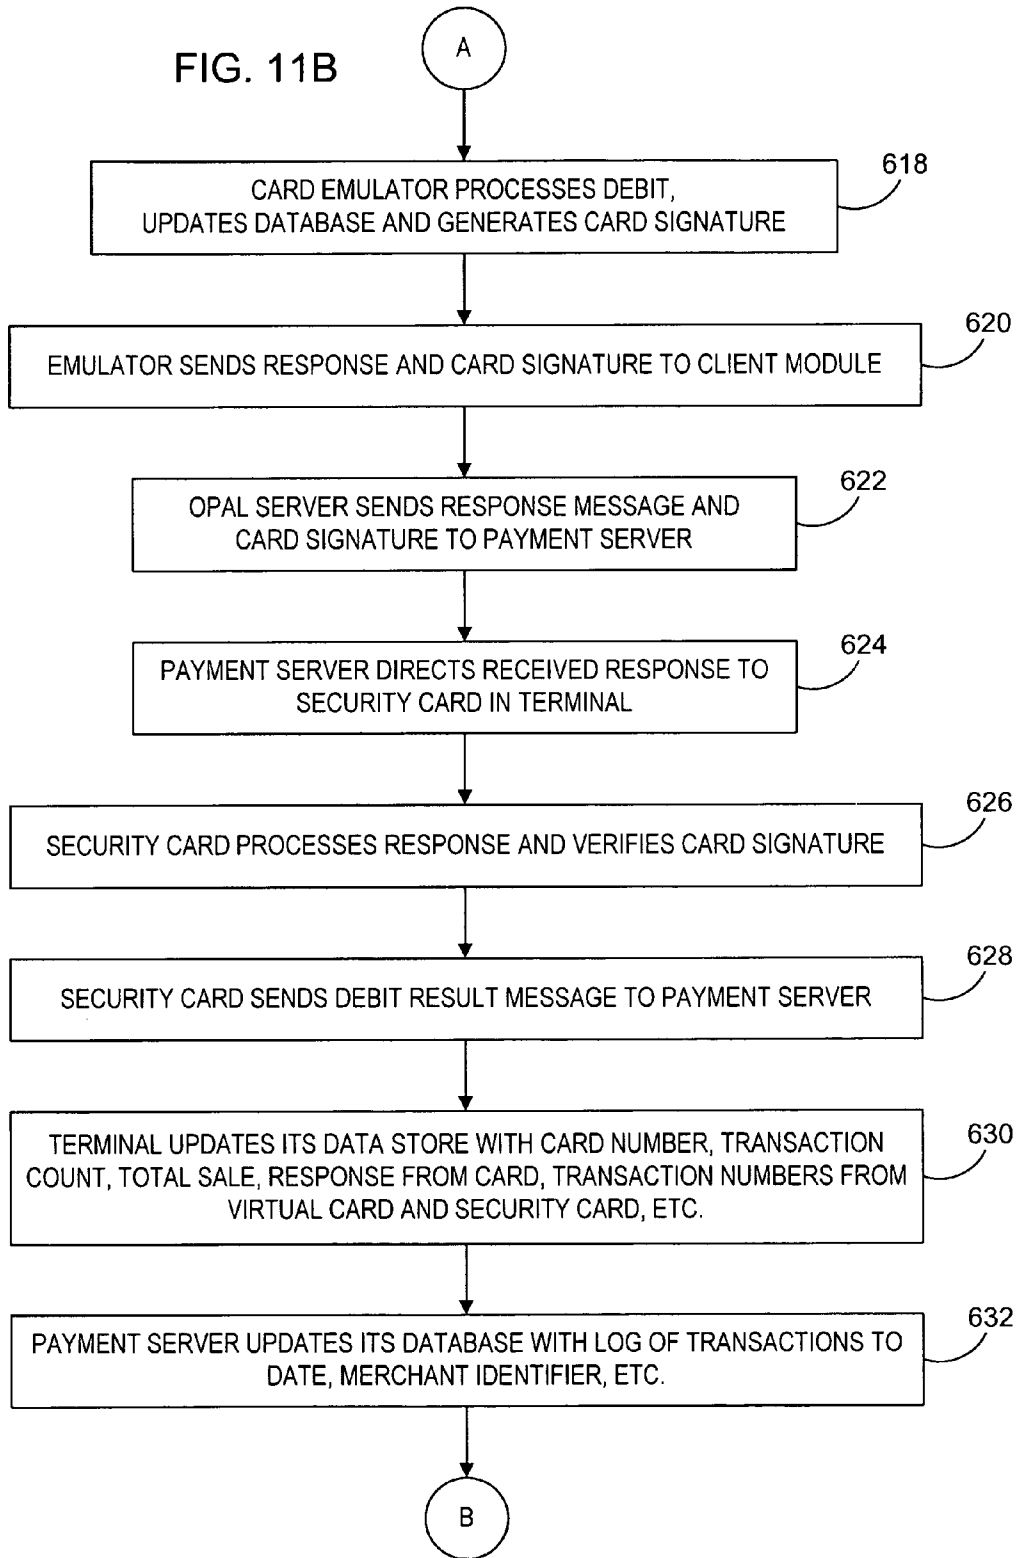 A
FIG. 11B
618
CARD EMULATOR PROCESSES DEBIT,
UPDATES DATABASE AND GENERATES CARD SIGNATURE
620
EMULATOR SENDS RESPONSE AND CARD SIGNATURE TO CLIENT MODULE
622
OPAL SERVER SENDS RESPONSE MESSAGE AND
CARD SIGNATURE TO PAYMENT SERVER
624
PAYMENT SERVER DIRECTS RECEIVED RESPONSE TO
SECURITY CARD IN TERMINAL
626
SECURITY CARD PROCESSES RESPONSE AND VERIFIES CARD SIGNATURE
628
SECURITY CARD SENDS DEBIT RESULT MESSAGE TO PAYMENT SERVER
630
TERMINAL UPDATES ITS DATA STORE WITH CARD NUMBER, TRANSACTION
COUNT, TOTAL SALE, RESPONSE FROM CARD, TRANSACTION NUMBERS FROM
VIRTUAL CARD AND SECURITY CARD, ETC.
632
PAYMENT SERVER UPDATES ITS DATABASE WITH LOG OF TRANSACTIONS TO
DATE, MERCHANT IDENTIFIER, ETC.
B